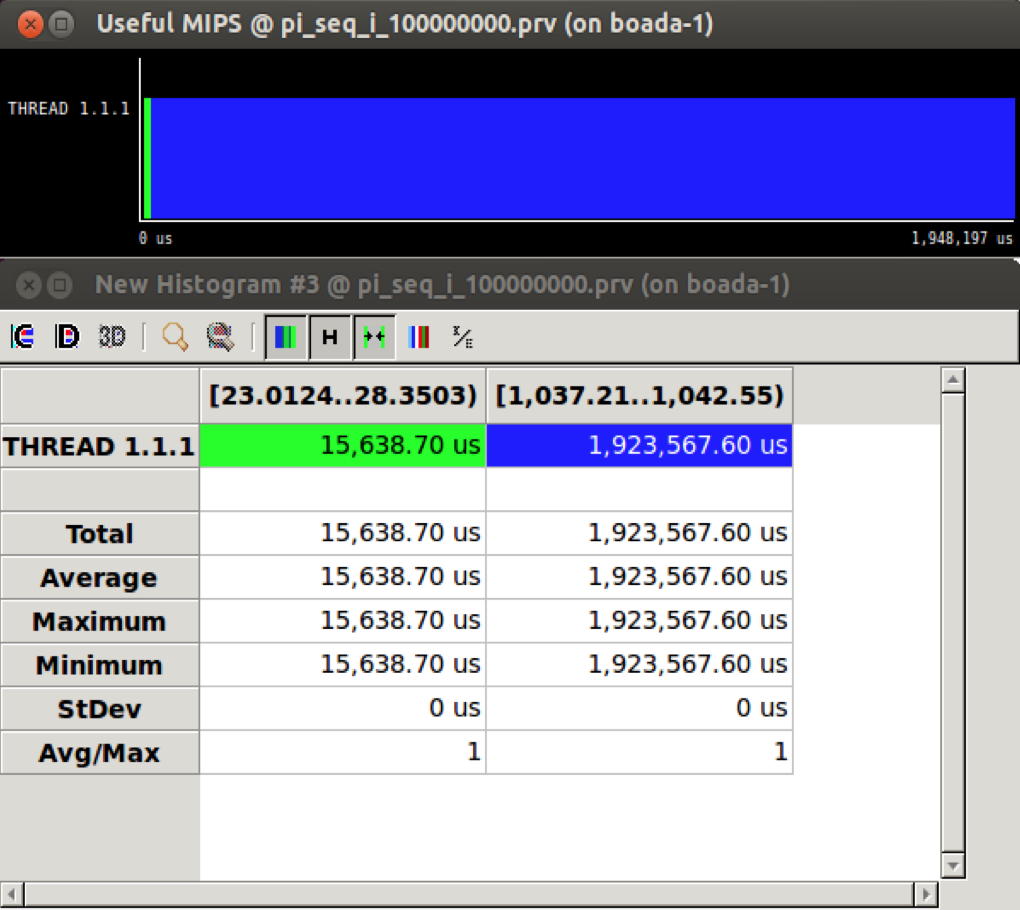 Useful MIPS @ pi_seq_i_100000000.prv (on boada-1)
THREAD 1.1.1
0 us 1,948,197 us
New Histogram #3 @ pi_seq_i_100000000.prv (on boada-1)
IC ID 3D H X/E
[23.0124..28.3503) [1,037.21..1,042.55)
THREAD 1.1.1 15,638.70 us 1,923,567.60 us
Total 15,638.70 us 1,923,567.60 us
Average 15,638.70 us 1,923,567.60 us
Maximum 15,638.70 us 1,923,567.60 us
Minimum 15,638.70 us 1,923,567.60 us
StDev 0 us 0 us
Avg/Max 1 1